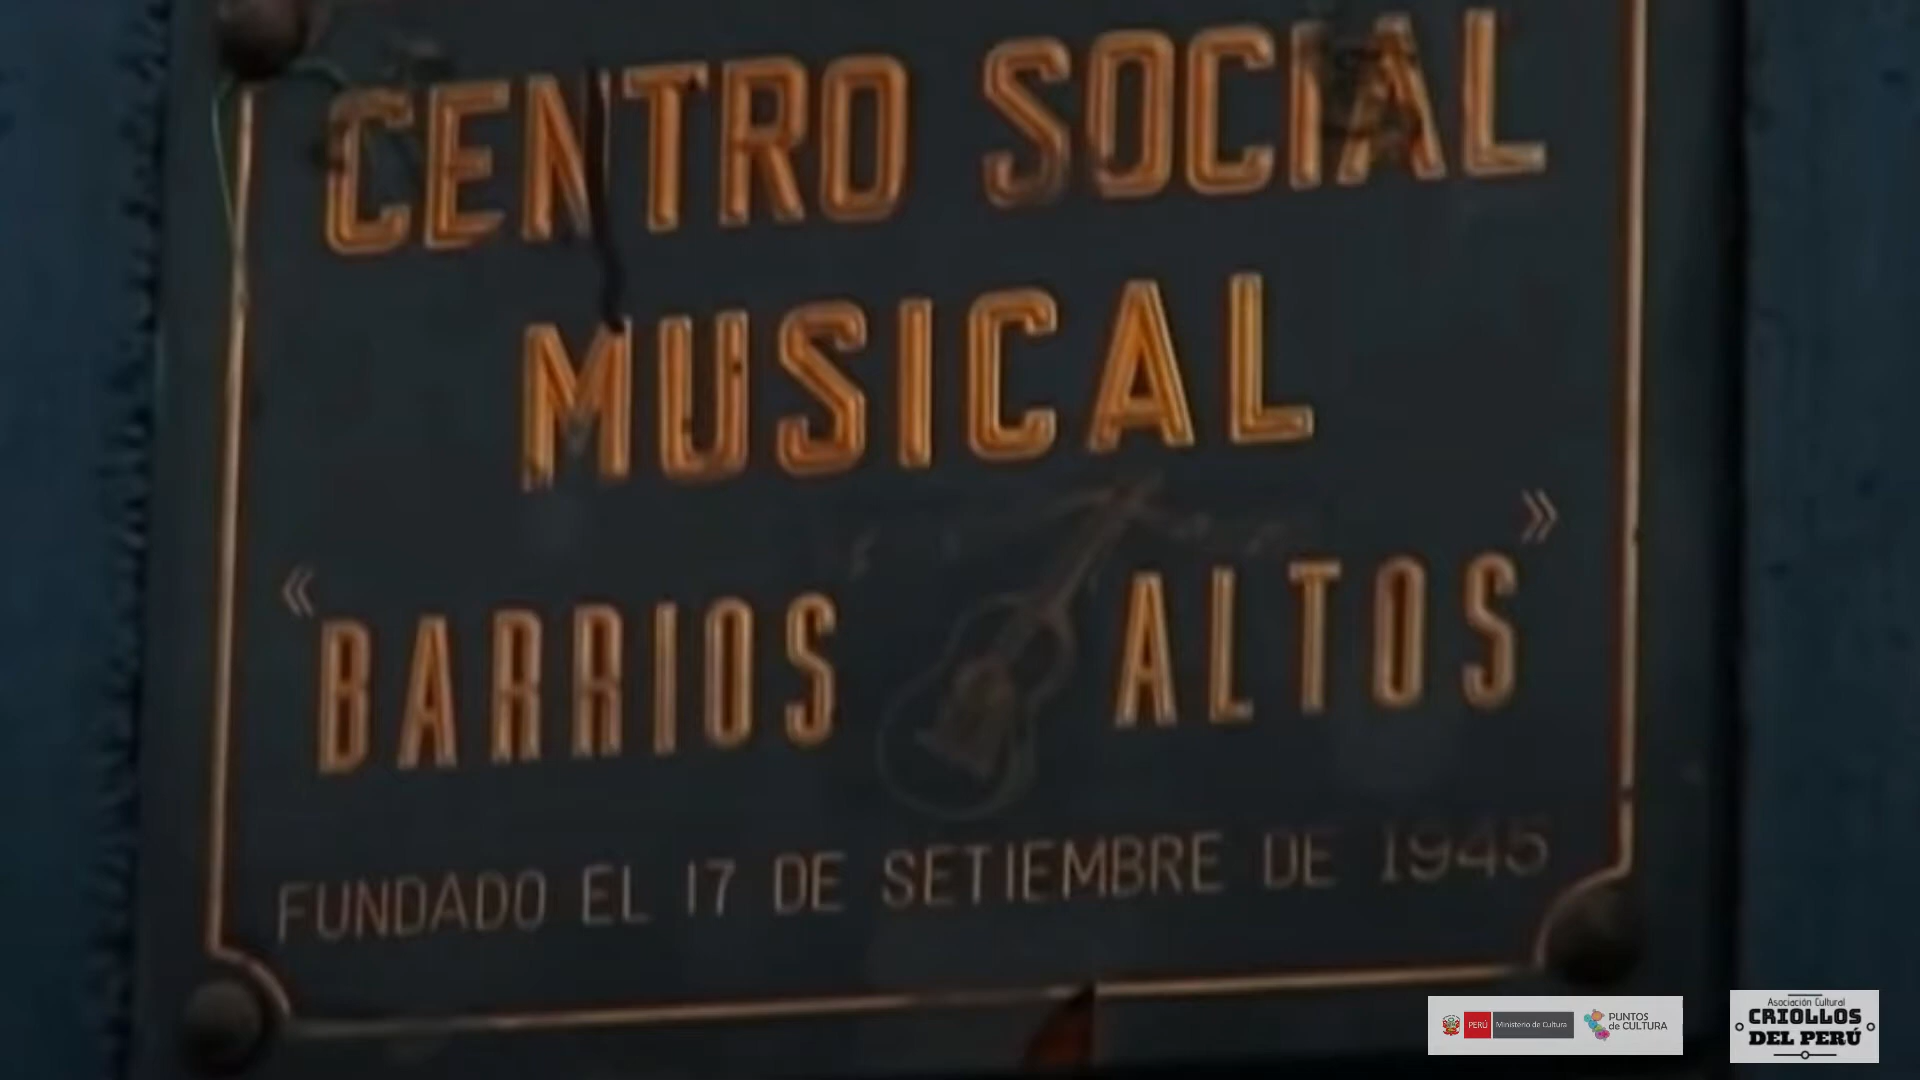 CENTRO SOCIAL
MUSICAL
«BARRIOS ALTOS»
FUNDADO EL 17 DE SETIEMBRE DE 1945
PERÚ Ministerio de Cultura
PUNTOS
de CULTURA
Asociación Cultural
CRIOLLOS
DEL PERÚ